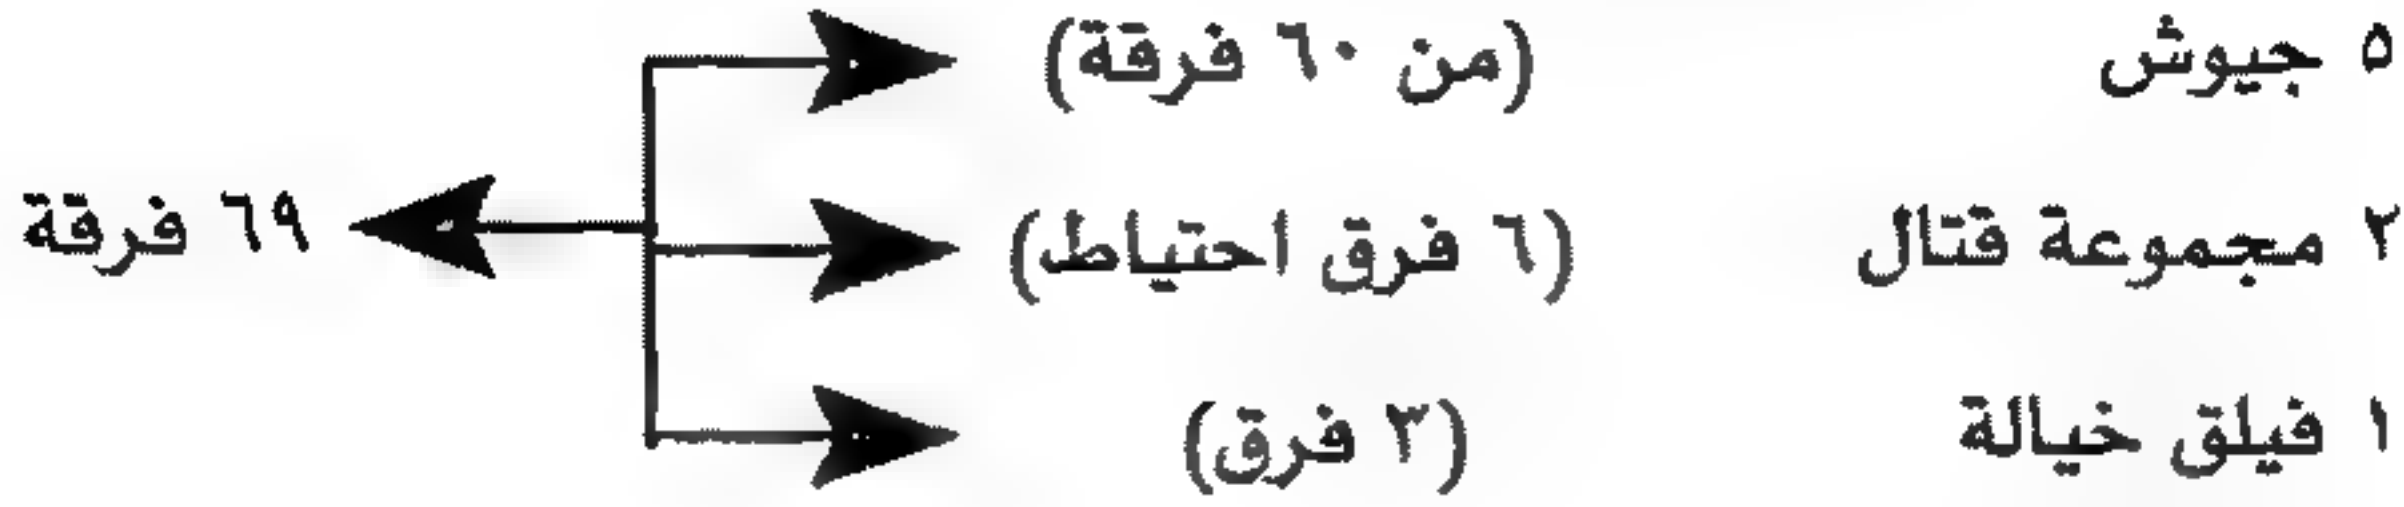 ٥ جيوش (من ٦٠ فرقة)
٢ مجموعة قتال (٦ فرق احتياط) ٦٩ فرقة
١ فيلق خيالة (٣ فرق)